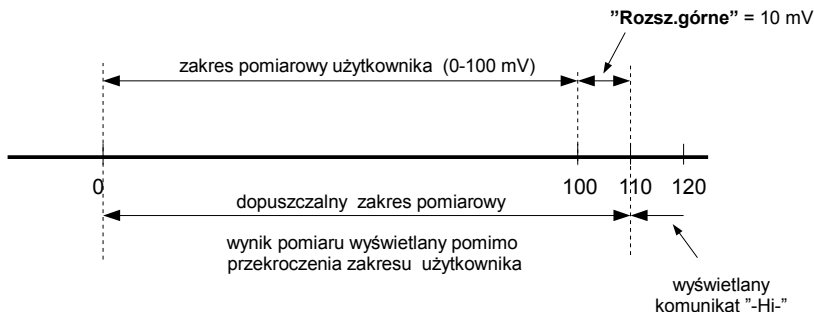 ”Rozsz.górne” = 10 mV
zakres pomiarowy użytkownika (0-100 mV)
0
100
110
120
dopuszczalny zakres pomiarowy
wynik pomiaru wyświetlany pomimo
przekroczenia zakresu użytkownika
wyświetlany
komunikat ”-Hi-”